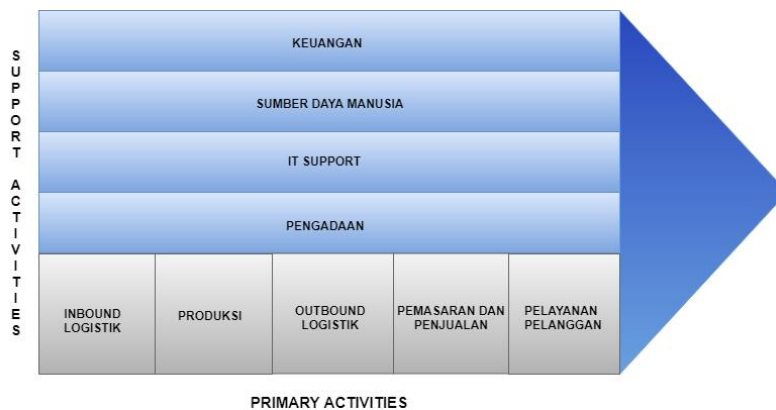 SUPPORT ACTIVITIES
KEUANGAN
SUMBER DAYA MANUSIA
IT SUPPORT
PENGADAAN
INBOUND
LOGISTIK
PRODUKSI
OUTBOUND
LOGISTIK
PEMASARAN DAN
PENJUALAN
PELAYANAN
PELANGGAN
PRIMARY ACTIVITIES